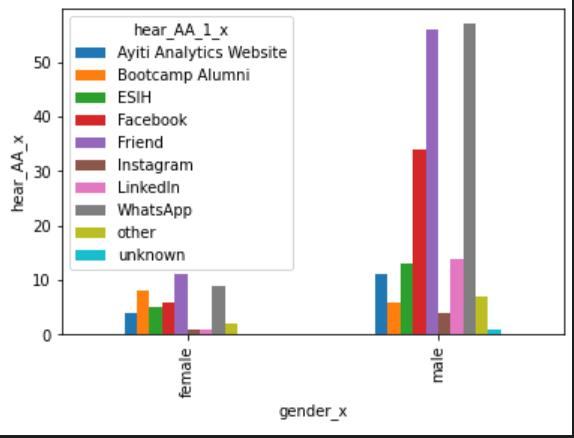 hear_AA_1_x
Ayiti Analytics Website
Bootcamp Alumni
ESIH
Facebook
Friend
Instagram
LinkedIn
WhatsApp
other
unknown
hear_AA_x
50
40
30
20
10
0
female
male
gender_x